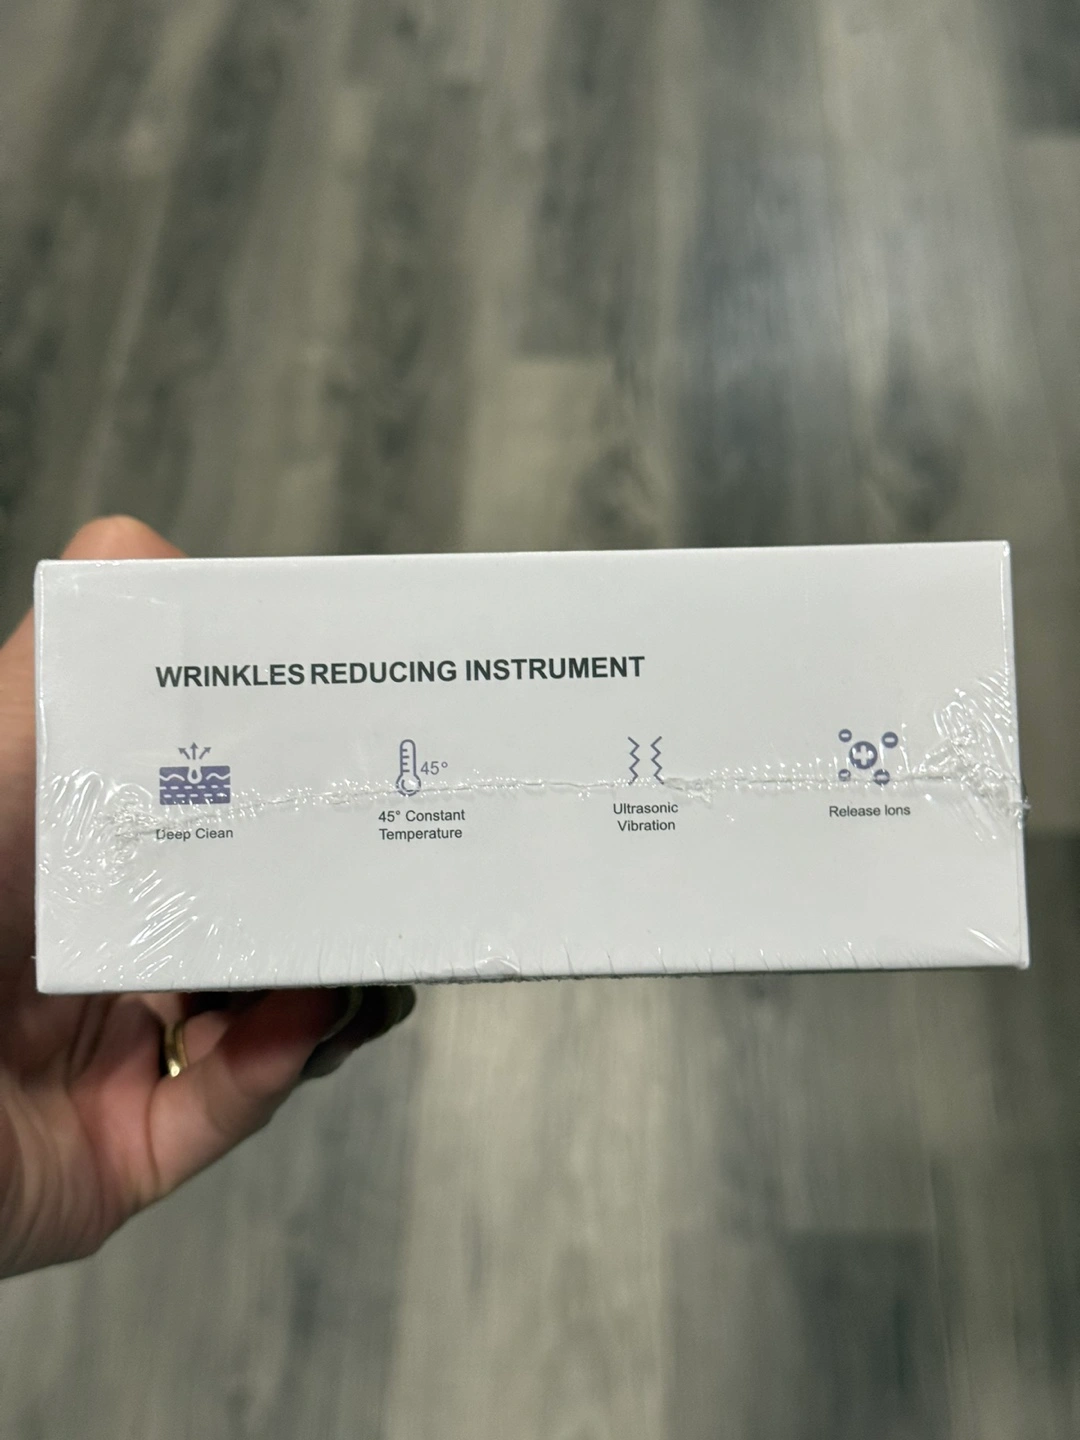 WRINKLES REDUCING INSTRUMENT
45°
Deep Clean
45° Constant
Temperature
Ultrasonic
Vibration
Release Ions